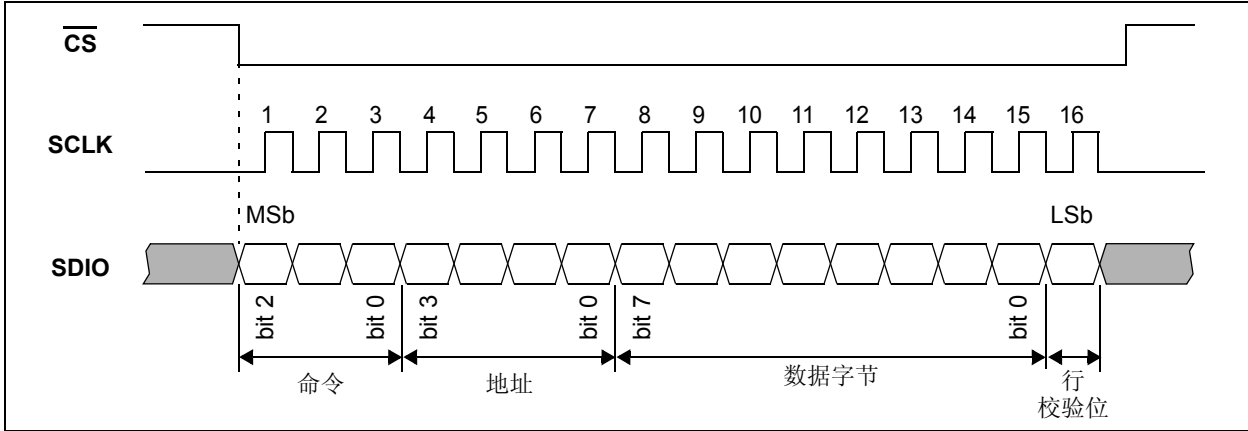 CS
1 2 3 4 5 6 7 8 9 10 11 12 13 14 15 16
SCLK
MSb LSb
SDIO
bit 2 bit 0 bit 3 bit 0 bit 7 bit 0
命令 地址 数据字节 行
校验位